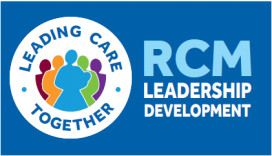 LEADING CARE
TOGETHER
RCM
LEADERSHIP
DEVELOPMENT